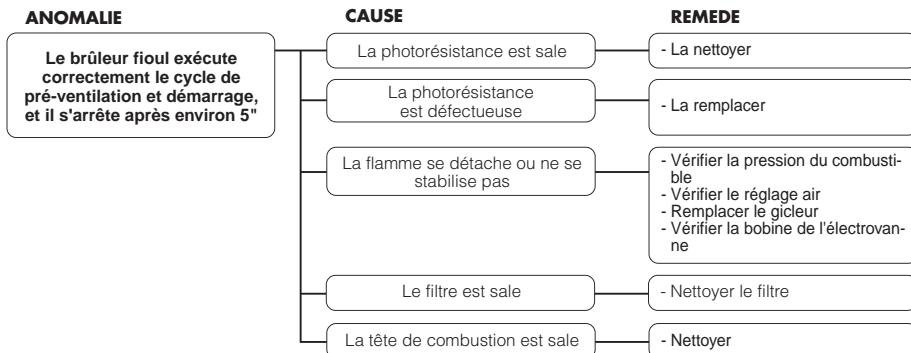 ANOMALIE
CAUSE
REMEDE
Le brûleur fioul exécute
correctement le cycle de
pré-ventilation et démarrage,
et il s'arrête après environ 5"
La photorésistance est sale
- La nettoyer
La photorésistance
est défectueuse
- La remplacer
La flamme se détache ou ne se
stabilise pas
- Vérifier la pression du combusti-
ble
- Vérifier le réglage air
- Remplacer le gicleur
- Vérifier la bobine de l'électrovan-
ne
Le filtre est sale
- Nettoyer le filtre
La tête de combustion est sale
- Nettoyer